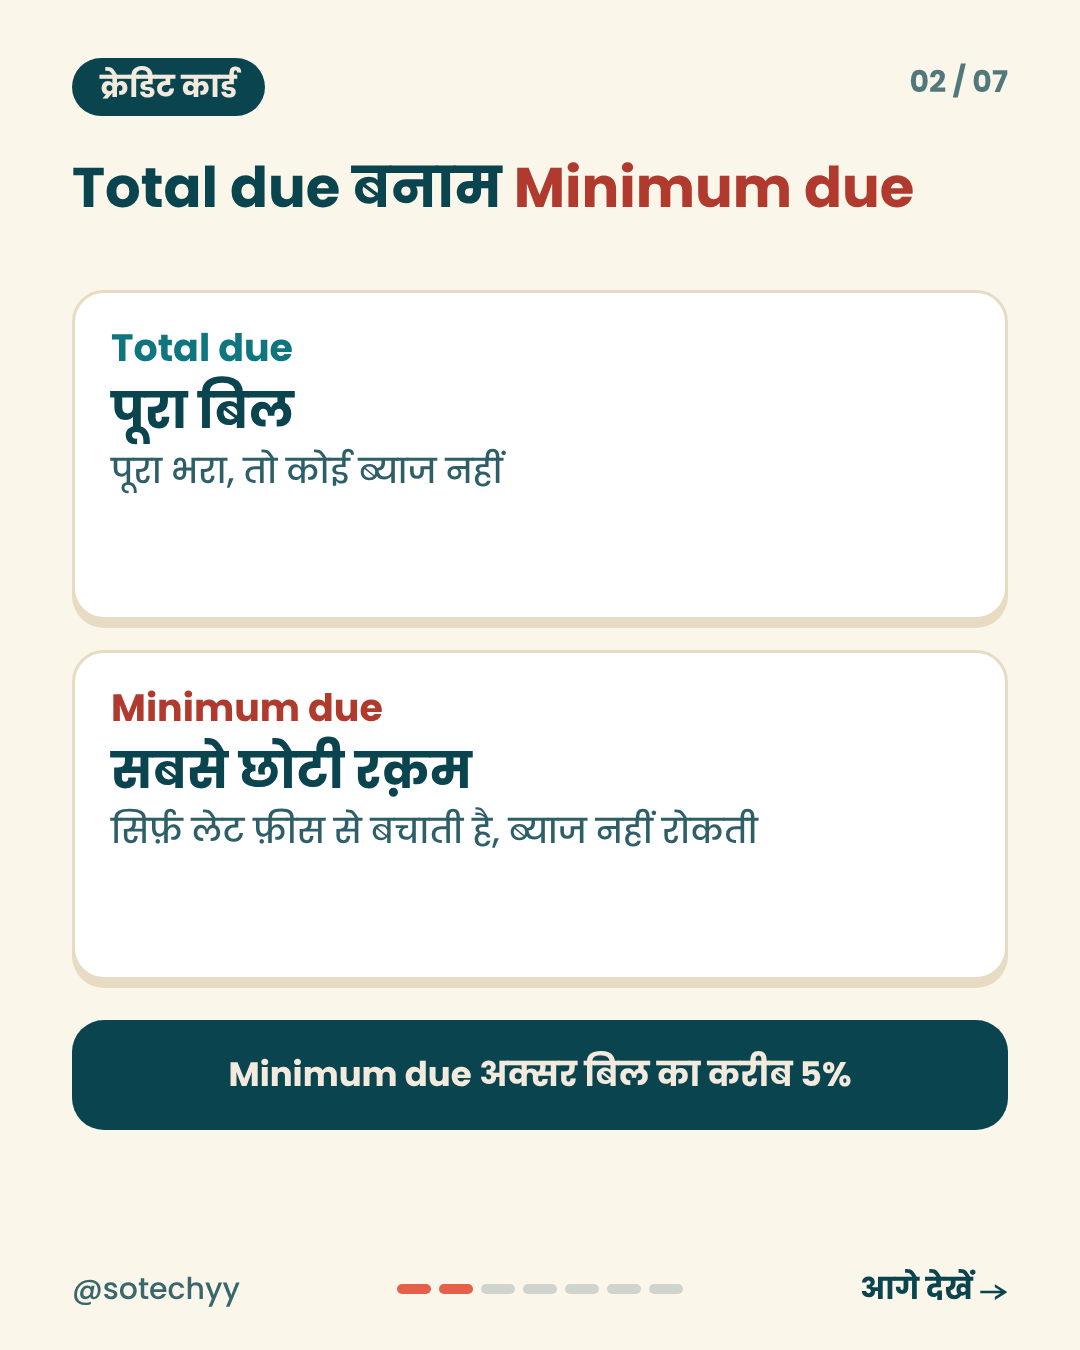 क्रेडिट कार्ड
02 / 07
Total due बनाम Minimum due
Total due
पूरा बिल
पूरा भरा, तो कोई ब्याज नहीं
Minimum due
सबसे छोटी रक़म
सिर्फ़ लेट फ़ीस से बचाती है, ब्याज नहीं रोकती
Minimum due अक्सर बिल का करीब 5%
@sotechyy
आगे देखें →